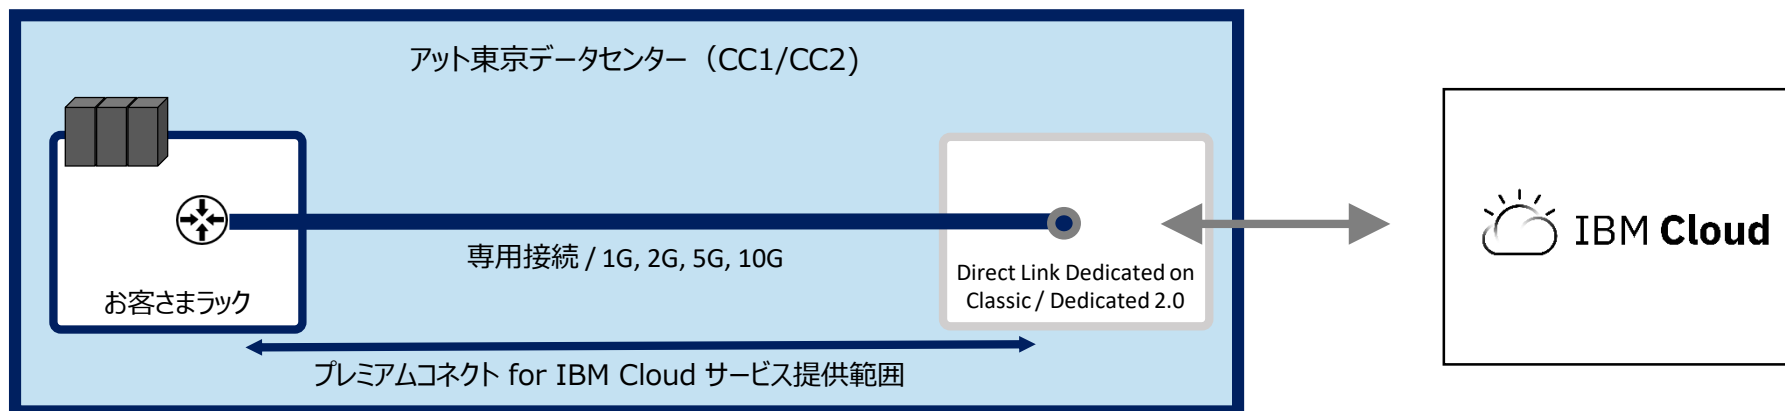 アット東京データセンター（CC1/CC2)
専用接続 / 1G, 2G, 5G, 10G
お客さまラック
Direct Link Dedicated on
Classic / Dedicated 2.0
プレミアムコネクト for IBM Cloud サービス提供範囲
IBM Cloud